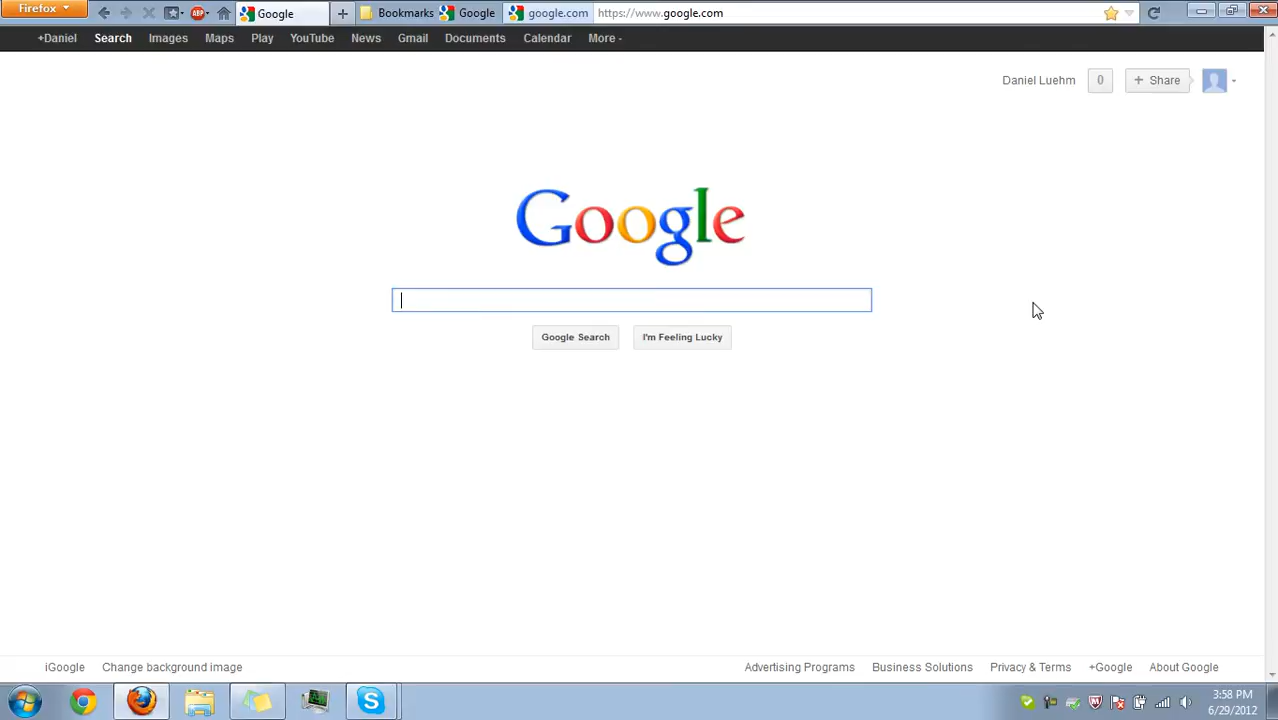 Firefox
Google
Bookmarks
Google
google.com
https://www.google.com
+Daniel Search Images Maps Play YouTube News Gmail Documents Calendar More
Daniel Luehm 0 + Share
Google
Google Search I'm Feeling Lucky
iGoogle Change background image Advertising Programs Business Solutions Privacy & Terms +Google About Google
3:58 PM
6/29/2012